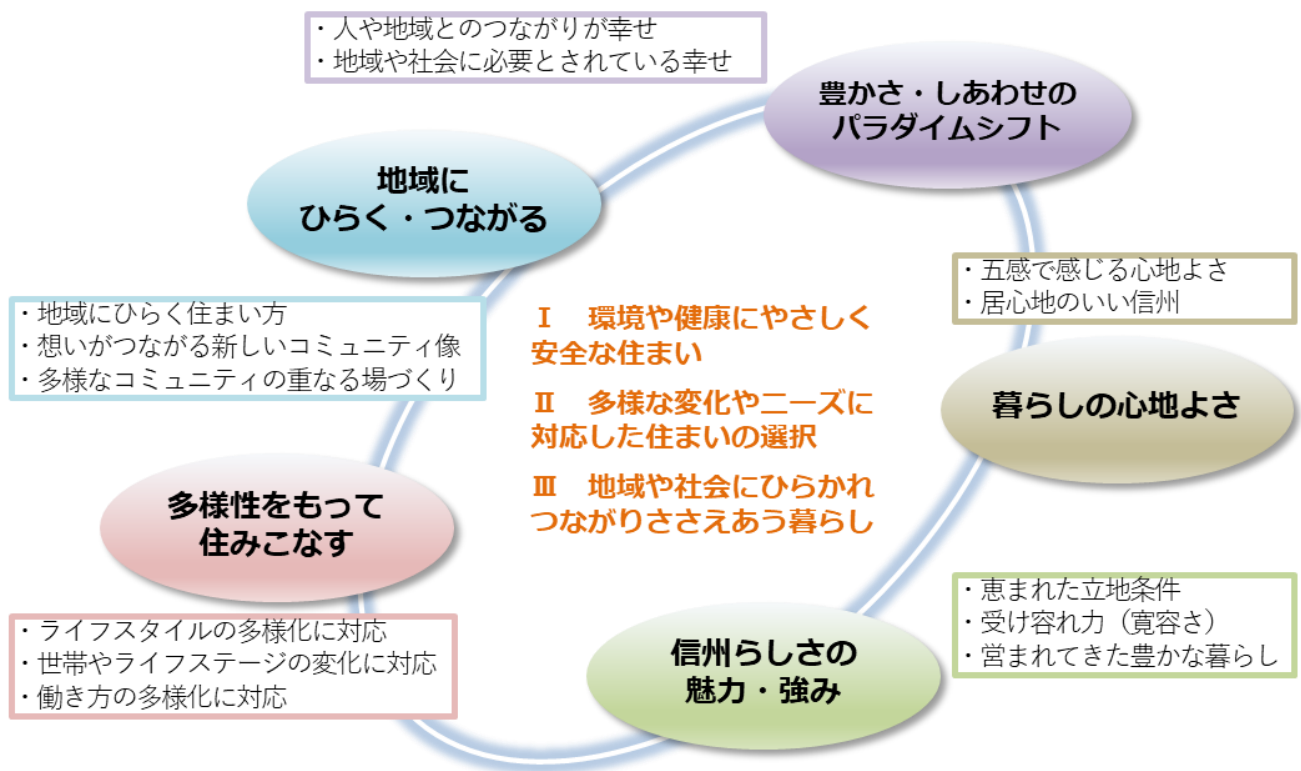 ・人や地域とのつながりが幸せ
・地域や社会に必要とされている幸せ
豊かさ・しあわせの
パラダイムシフト
地域に
ひらく・つながる
・五感で感じる心地よさ
・居心地のいい信州
・地域にひらく住まい方
・想いがつながる新しいコミュニティ像
・多様なコミュニティの重なる場づくり
Ⅰ　環境や健康にやさしく
安全な住まい
Ⅱ　多様な変化やニーズに
対応した住まいの選択
Ⅲ　地域や社会にひらかれ
つながりささえあう暮らし
暮らしの心地よさ
多様性をもって
住みこなす
・恵まれた立地条件
・受け容れ力（寛容さ）
・営まれてきた豊かな暮らし
・ライフスタイルの多様化に対応
・世帯やライフステージの変化に対応
・働き方の多様化に対応
信州らしさの
魅力・強み